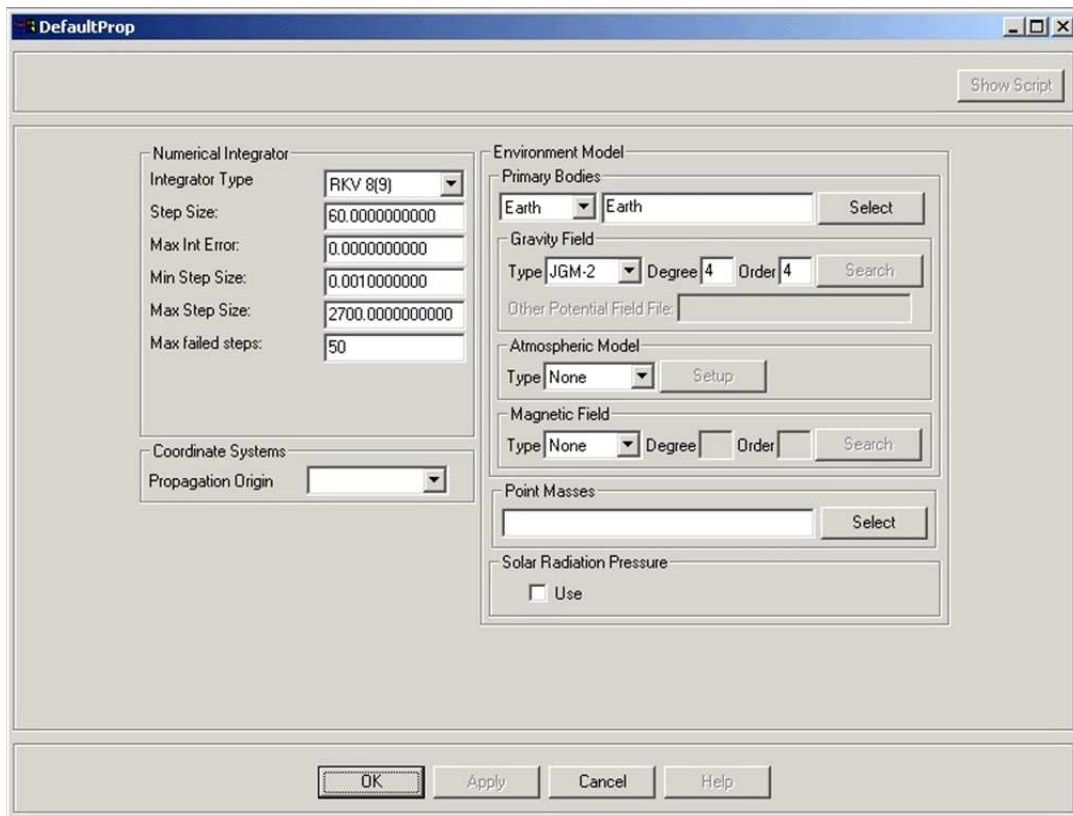 DefaultProp
Show Script
Numerical Integrator
Integrator Type RKV 8(9)
Step Size: 60.0000000000
Max Int Error: 0.0000000000
Min Step Size: 0.0010000000
Max Step Size: 2700.0000000000
Max failed steps: 50
Coordinate Systems
Propagation Origin
Environment Model
Primary Bodies
Earth Earth Select
Gravity Field
Type JGM-2 Degree 4 Order 4 Search
Other Potential Field File:
Atmospheric Model
Type None Setup
Magnetic Field
Type None Degree Order Search
Point Masses
Select
Solar Radiation Pressure
Use
OK Apply Cancel Help